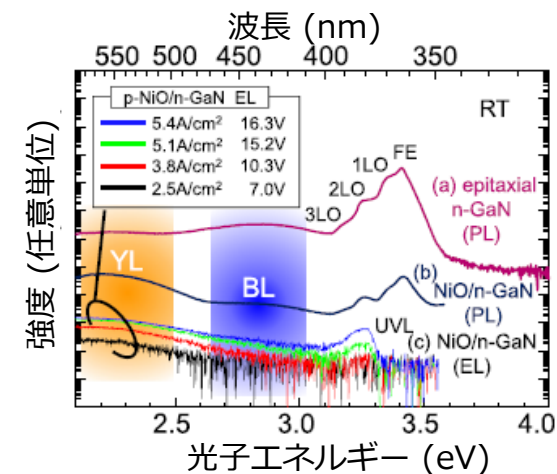 波長 (nm)
550 500 450 400 350
強度 (任意単位)
p-NiO/n-GaN EL
5.4A/cm² 16.3V
5.1A/cm² 15.2V
3.8A/cm² 10.3V
2.5A/cm² 7.0V
RT
FE
1LO
2LO
3LO
(a) epitaxial
n-GaN
(PL)
YL
BL
(b)
NiO/n-GaN
(PL)
UVL
(c) NiO/n-GaN
(EL)
2.5 3.0 3.5 4.0
光子エネルギー (eV)